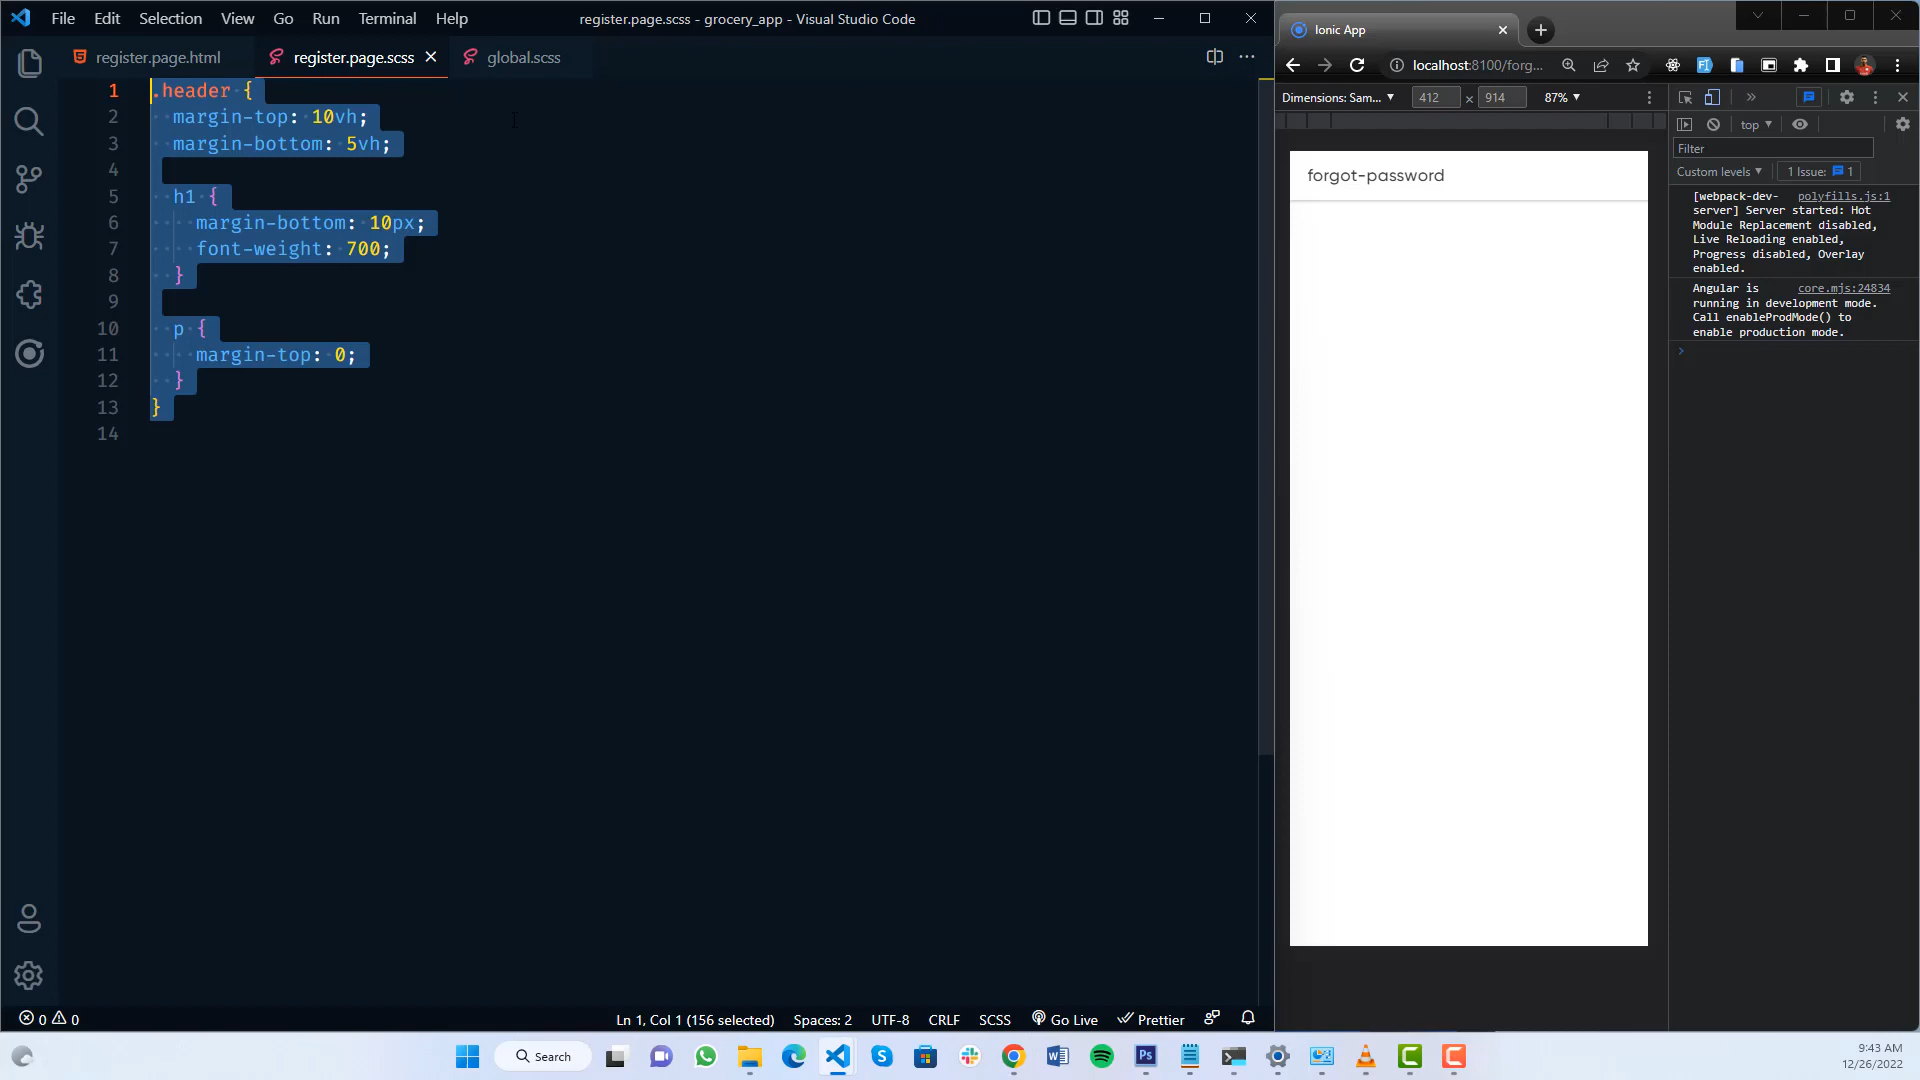 File Edit Selection View Go Run Terminal Help
register.page.scss - grocery_app - Visual Studio Code
register.page.html
register.page.scss
global.scss
1 .header {
2 margin-top: 10vh;
3 margin-bottom: 5vh;
4
5 h1 {
6 margin-bottom: 10px;
7 font-weight: 700;
8 }
9
10 p {
11 margin-top: 0;
12 }
13 }
14
0 0
Ln 1, Col 1 (156 selected) Spaces: 2 UTF-8 CRLF SCSS Go Live Prettier
Ionic App
localhost:8100/forg...
Dimensions: Sam... 412 × 914 87%
forgot-password
top
Filter
Custom levels 1 Issue: 1
[webpack-dev- polyfills.js:1
server] Server started: Hot
Module Replacement disabled,
Live Reloading enabled,
Progress disabled, Overlay
enabled.
Angular is core.mjs:24834
running in development mode.
Call enableProdMode() to
enable production mode.
Search
Ps
9:43 AM
12/26/2022